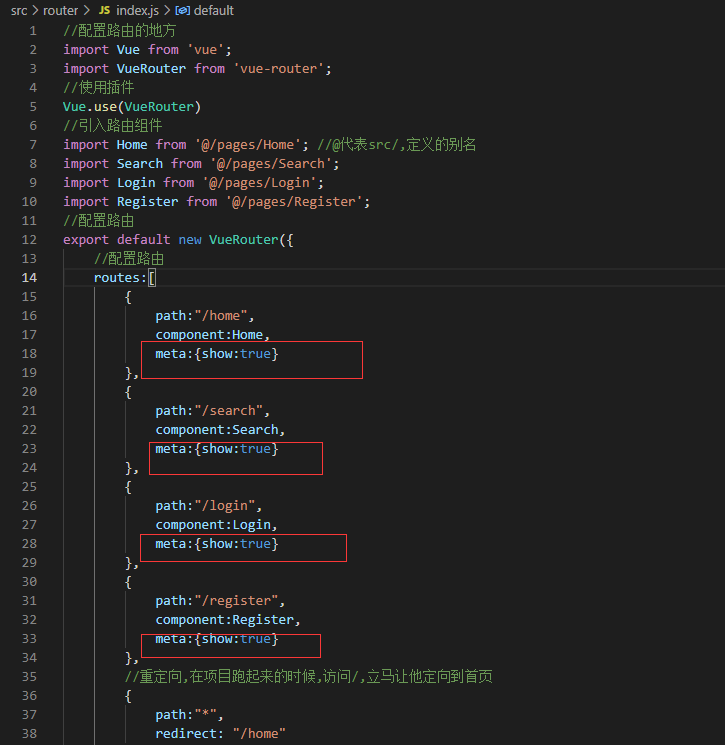 src > router > JS index.js > default
1 //配置路由的地方
2 import Vue from 'vue';
3 import VueRouter from 'vue-router';
4 //使用插件
5 Vue.use(VueRouter)
6 //引入路由组件
7 import Home from '@/pages/Home'; //@代表src/,定义的别名
8 import Search from '@/pages/Search';
9 import Login from '@/pages/Login';
10 import Register from '@/pages/Register';
11 //配置路由
12 export default new VueRouter({
13 //配置路由
14 routes:[
15 {
16 path:"/home",
17 component:Home,
18 meta:{show:true}
19 },
20 {
21 path:"/search",
22 component:Search,
23 meta:{show:true}
24 },
25 {
26 path:"/login",
27 component:Login,
28 meta:{show:true}
29 },
30 {
31 path:"/register",
32 component:Register,
33 meta:{show:true}
34 },
35 //重定向,在项目跑起来的时候,访问/,立马让他定向到首页
36 {
37 path:"*",
38 redirect: "/home"